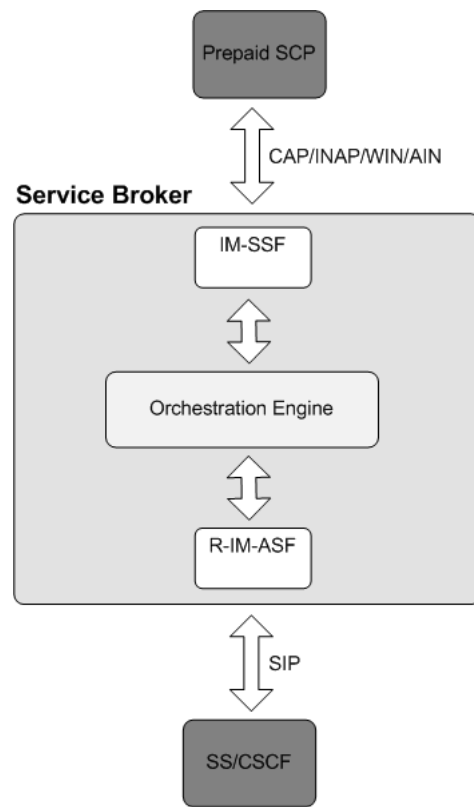 Prepaid SCP
CAP/INAP/WIN/AIN
Service Broker
IM-SSF
Orchestration Engine
R-IM-ASF
SIP
SS/CSCF